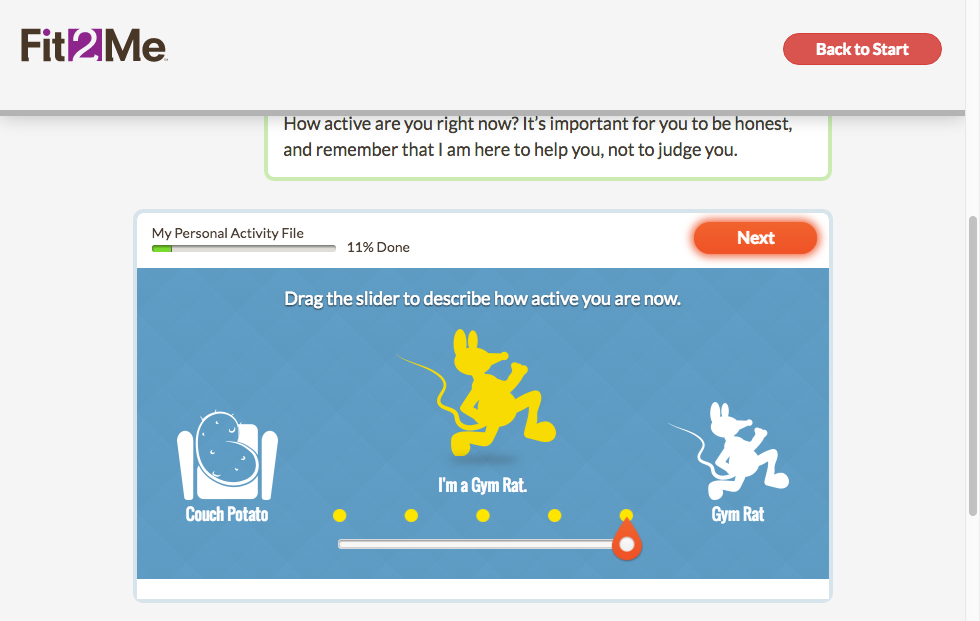 Fit2Me
Back to Start
How active are you right now? It's important for you to be honest,
and remember that I am here to help you, not to judge you.
My Personal Activity File
11% Done
Next
Drag the slider to describe how active you are now.
I'm a Gym Rat.
Couch Potato
Gym Rat